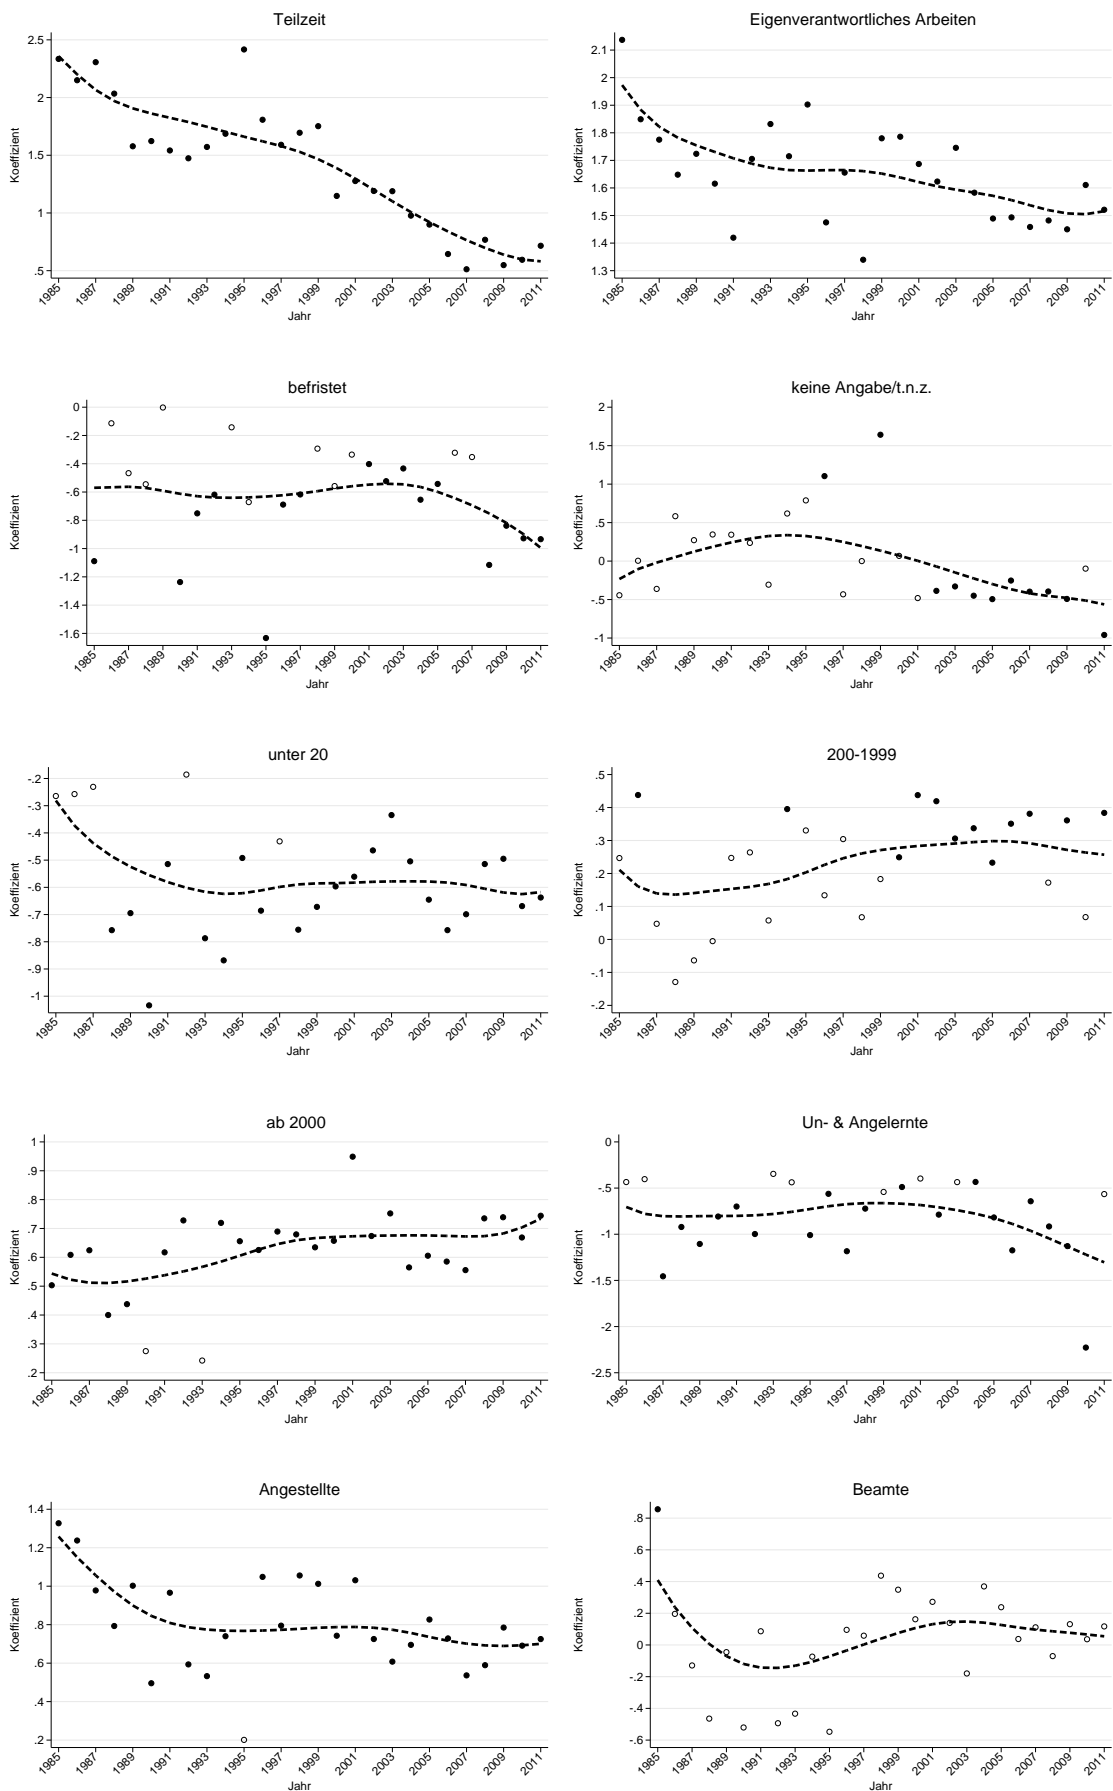 Teilzeit
2.5
2
1.5
1
.5
Koeffizient
1985 1987 1989 1991 1993 1995 1997 1999 2001 2003 2005 2007 2009 2011
Jahr
Eigenverantwortliches Arbeiten
2.1
2
1.9
1.8
1.7
1.6
1.5
1.4
1.3
Koeffizient
1985 1987 1989 1991 1993 1995 1997 1999 2001 2003 2005 2007 2009 2011
Jahr
befristet
0
-.2
-.4
-.6
-.8
-1
-1.2
-1.4
-1.6
Koeffizient
1985 1987 1989 1991 1993 1995 1997 1999 2001 2003 2005 2007 2009 2011
Jahr
keine Angabe/t.n.z.
2
1.5
1
.5
0
-.5
-1
Koeffizient
1985 1987 1989 1991 1993 1995 1997 1999 2001 2003 2005 2007 2009 2011
Jahr
unter 20
-.2
-.3
-.4
-.5
-.6
-.7
-.8
-.9
-1
Koeffizient
1985 1987 1989 1991 1993 1995 1997 1999 2001 2003 2005 2007 2009 2011
Jahr
200-1999
.5
.4
.3
.2
.1
0
-.1
-.2
Koeffizient
1985 1987 1989 1991 1993 1995 1997 1999 2001 2003 2005 2007 2009 2011
Jahr
ab 2000
1
.9
.8
.7
.6
.5
.4
.3
.2
Koeffizient
1985 1987 1989 1991 1993 1995 1997 1999 2001 2003 2005 2007 2009 2011
Jahr
Un- & Angelernte
0
-.5
-1
-1.5
-2
-2.5
Koeffizient
1985 1987 1989 1991 1993 1995 1997 1999 2001 2003 2005 2007 2009 2011
Jahr
Angestellte
1.4
1.2
1
.8
.6
.4
.2
Koeffizient
1985 1987 1989 1991 1993 1995 1997 1999 2001 2003 2005 2007 2009 2011
Jahr
Beamte
.8
.6
.4
.2
0
-.2
-.4
-.6
Koeffizient
1985 1987 1989 1991 1993 1995 1997 1999 2001 2003 2005 2007 2009 2011
Jahr